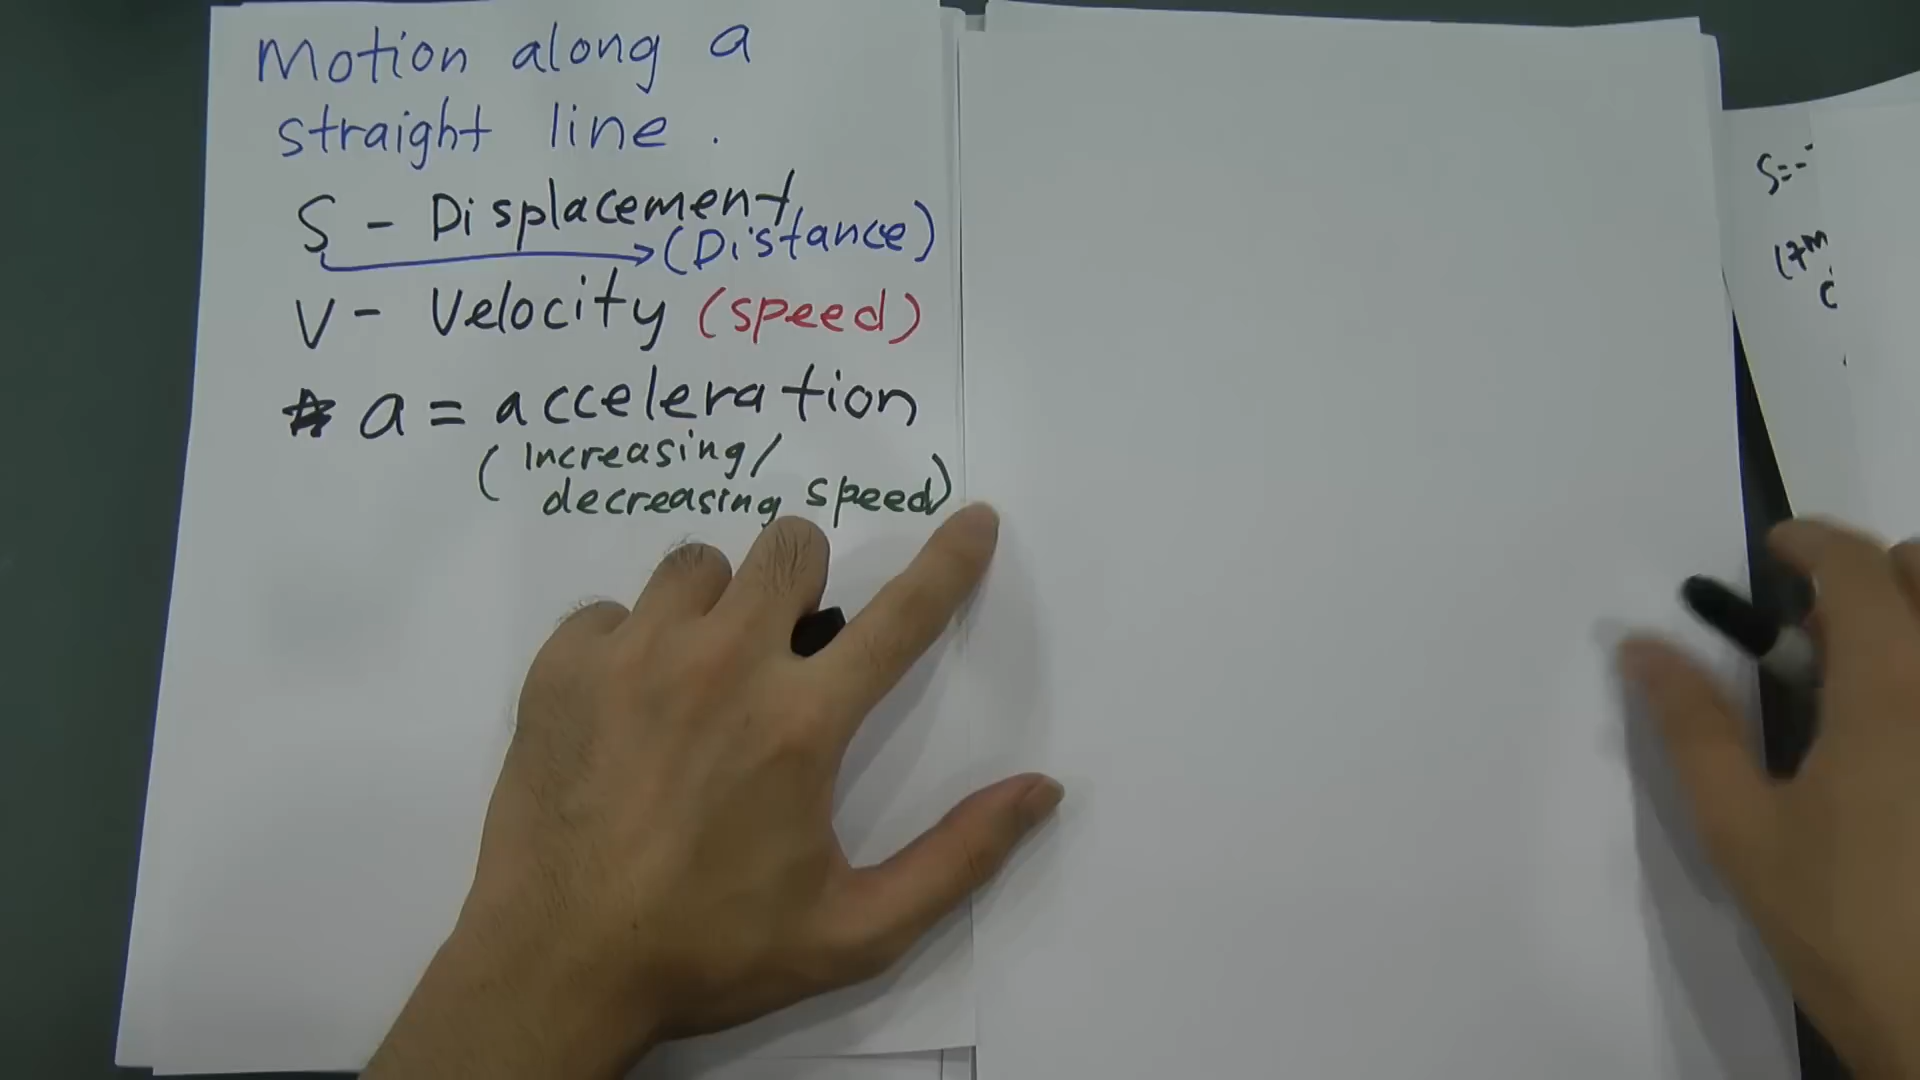 Motion along a
straight line.
S - Displacement
(Distance)
V - Velocity (speed)
a = acceleration
(Increasing/
decreasing speed)
S=